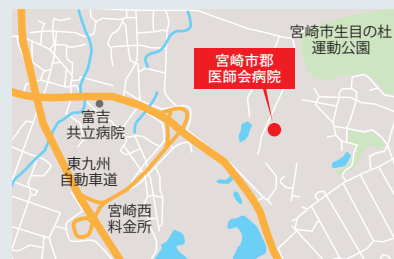 宮崎市生目の杜
運動公園
宮崎市郡
医師会病院
富吉
共立病院
東九州
自動車道
宮崎西
料金所